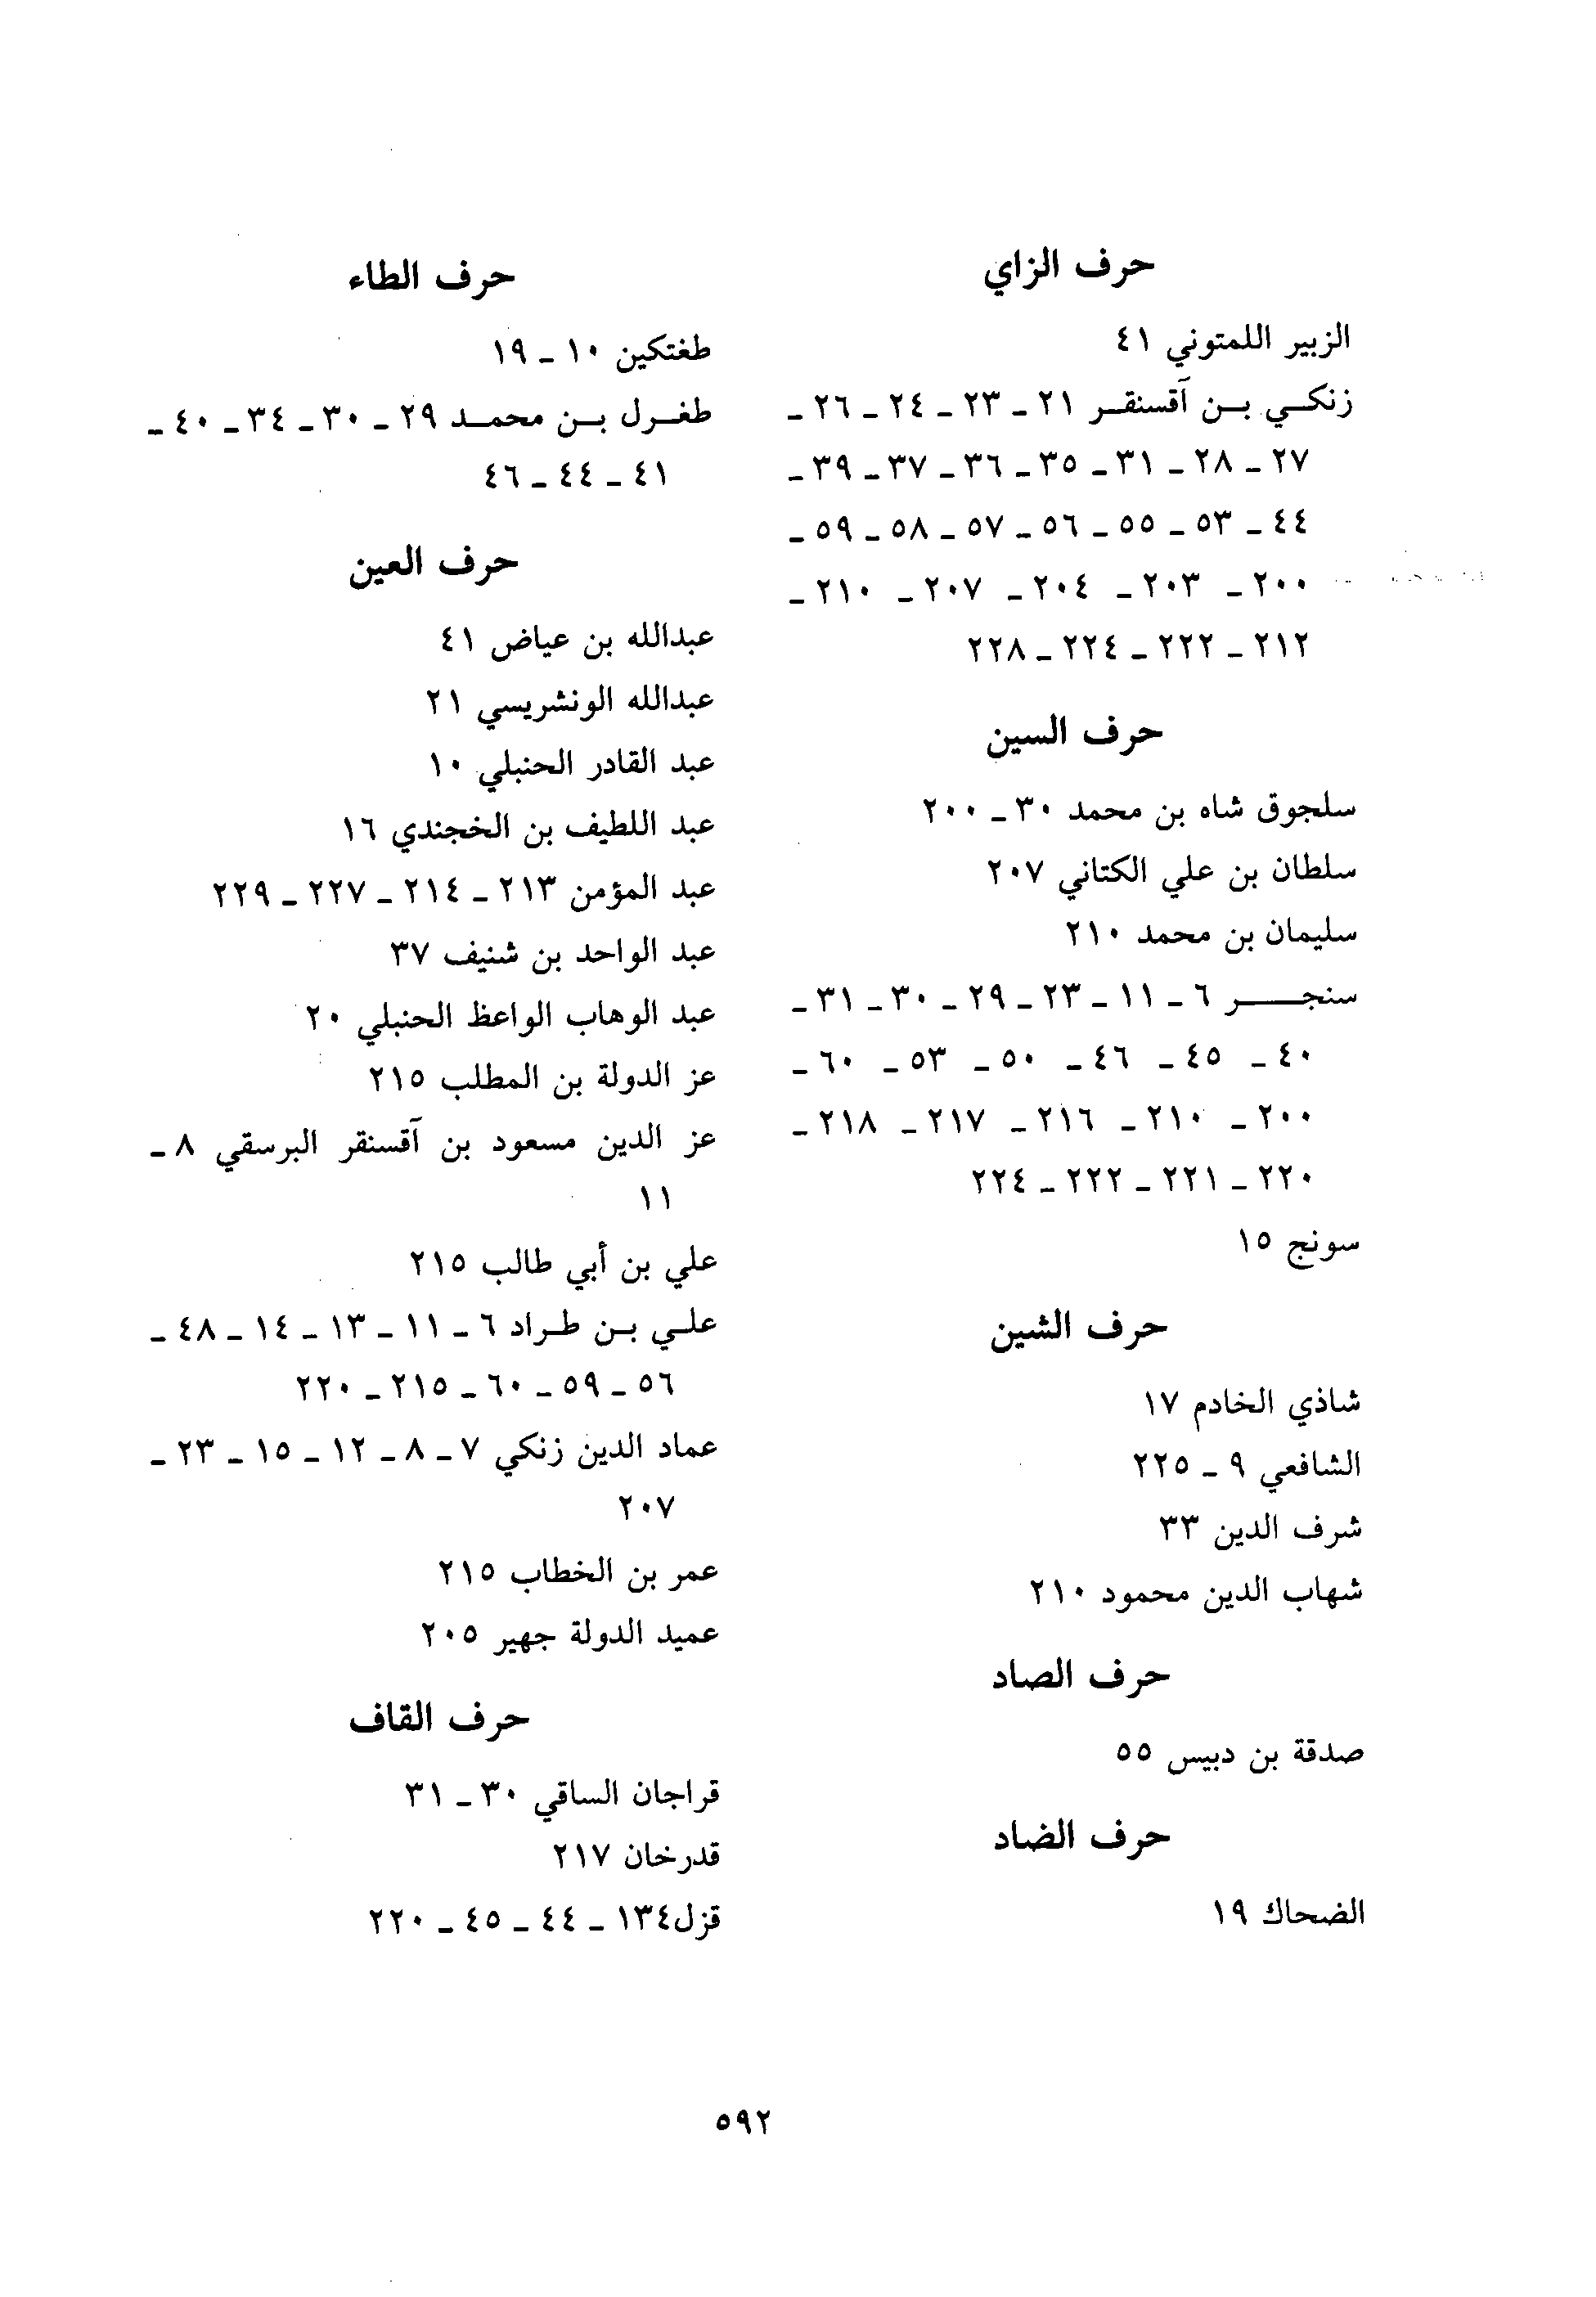 حرف الزاي
الزبير اللمتوني ٤١
زنكي بن آقسنقر ٢١ ـ ٢٣ ـ ٢٤ ـ ٢٦ ـ
٢٧ ـ ٢٨ ـ ٣١ ـ ٣٥ ـ ٣٦ ـ ٣٧ ـ ٣٩ ـ
٤٤ ـ ٥٣ ـ ٥٥ ـ ٥٦ ـ ٥٧ ـ ٥٨ ـ ٥٩ ـ
٢٠٠ ـ ٢٠٣ ـ ٢٠٤ ـ ٢٠٧ ـ ٢١٠ ـ
٢١٢ ـ ٢٢٢ ـ ٢٢٤ ـ ٢٢٨
حرف السين
سلجوق شاه بن محمد ٣٠ ـ ٢٠٠
سلطان بن علي الكتاني ٢٠٧
سليمان بن محمد ٢١٠
سنجر ٦ ـ ١١ ـ ٢٣ ـ ٢٩ ـ ٣٠ ـ ٣١ ـ
٤٠ ـ ٤٥ ـ ٤٦ ـ ٥٠ ـ ٥٣ ـ ٦٠ ـ
٢٠٠ ـ ٢١٠ ـ ٢١٦ ـ ٢١٧ ـ ٢١٨ ـ
٢٢٠ ـ ٢٢١ ـ ٢٢٢ ـ ٢٢٤
سونج ١٥
حرف الشين
شاذي الخادم ١٧
الشافعي ٩ ـ ٢٢٥
شرف الدين ٣٣
شهاب الدين محمود ٢١٠
حرف الصاد
صدقة بن دبيس ٥٥
حرف الضاد
الضحاك ١٩
حرف الطاء
طغتكين ١٠ ـ ١٩
طغرل بن محمد ٢٩ ـ ٣٠ ـ ٣٤ ـ ٤٠ ـ
٤١ ـ ٤٤ ـ ٤٦
حرف العين
عبدالله بن عياض ٤١
عبدالله الونشريسي ٢١
عبد القادر الحنبلي ١٠
عبد اللطيف بن الخجندي ١٦
عبد المؤمن ٢١٣ ـ ٢١٤ ـ ٢٢٧ ـ ٢٢٩
عبد الواحد بن شنيف ٣٧
عبد الوهاب الواعظ الحنبلي ٢٠
عز الدولة بن المطلب ٢١٥
عز الدين مسعود بن آقسنقر البرسقي ٨ ـ
١١
علي بن أبي طالب ٢١٥
علي بن طراد ٦ ـ ١١ ـ ١٣ ـ ١٤ ـ ٤٨ ـ
٥٦ ـ ٥٩ ـ ٦٠ ـ ٢١٥ ـ ٢٢٠
عماد الدين زنكي ٧ ـ ٨ ـ ١٢ ـ ١٥ ـ ٢٣ ـ
٢٠٧
عمر بن الخطاب ٢١٥
عميد الدولة جهير ٢٠٥
حرف القاف
قراجان الساقي ٣٠ ـ ٣١
قدرخان ٢١٧
قزل١٣٤ ـ ٤٤ ـ ٤٥ ـ ٢٢٠
٥٩٢